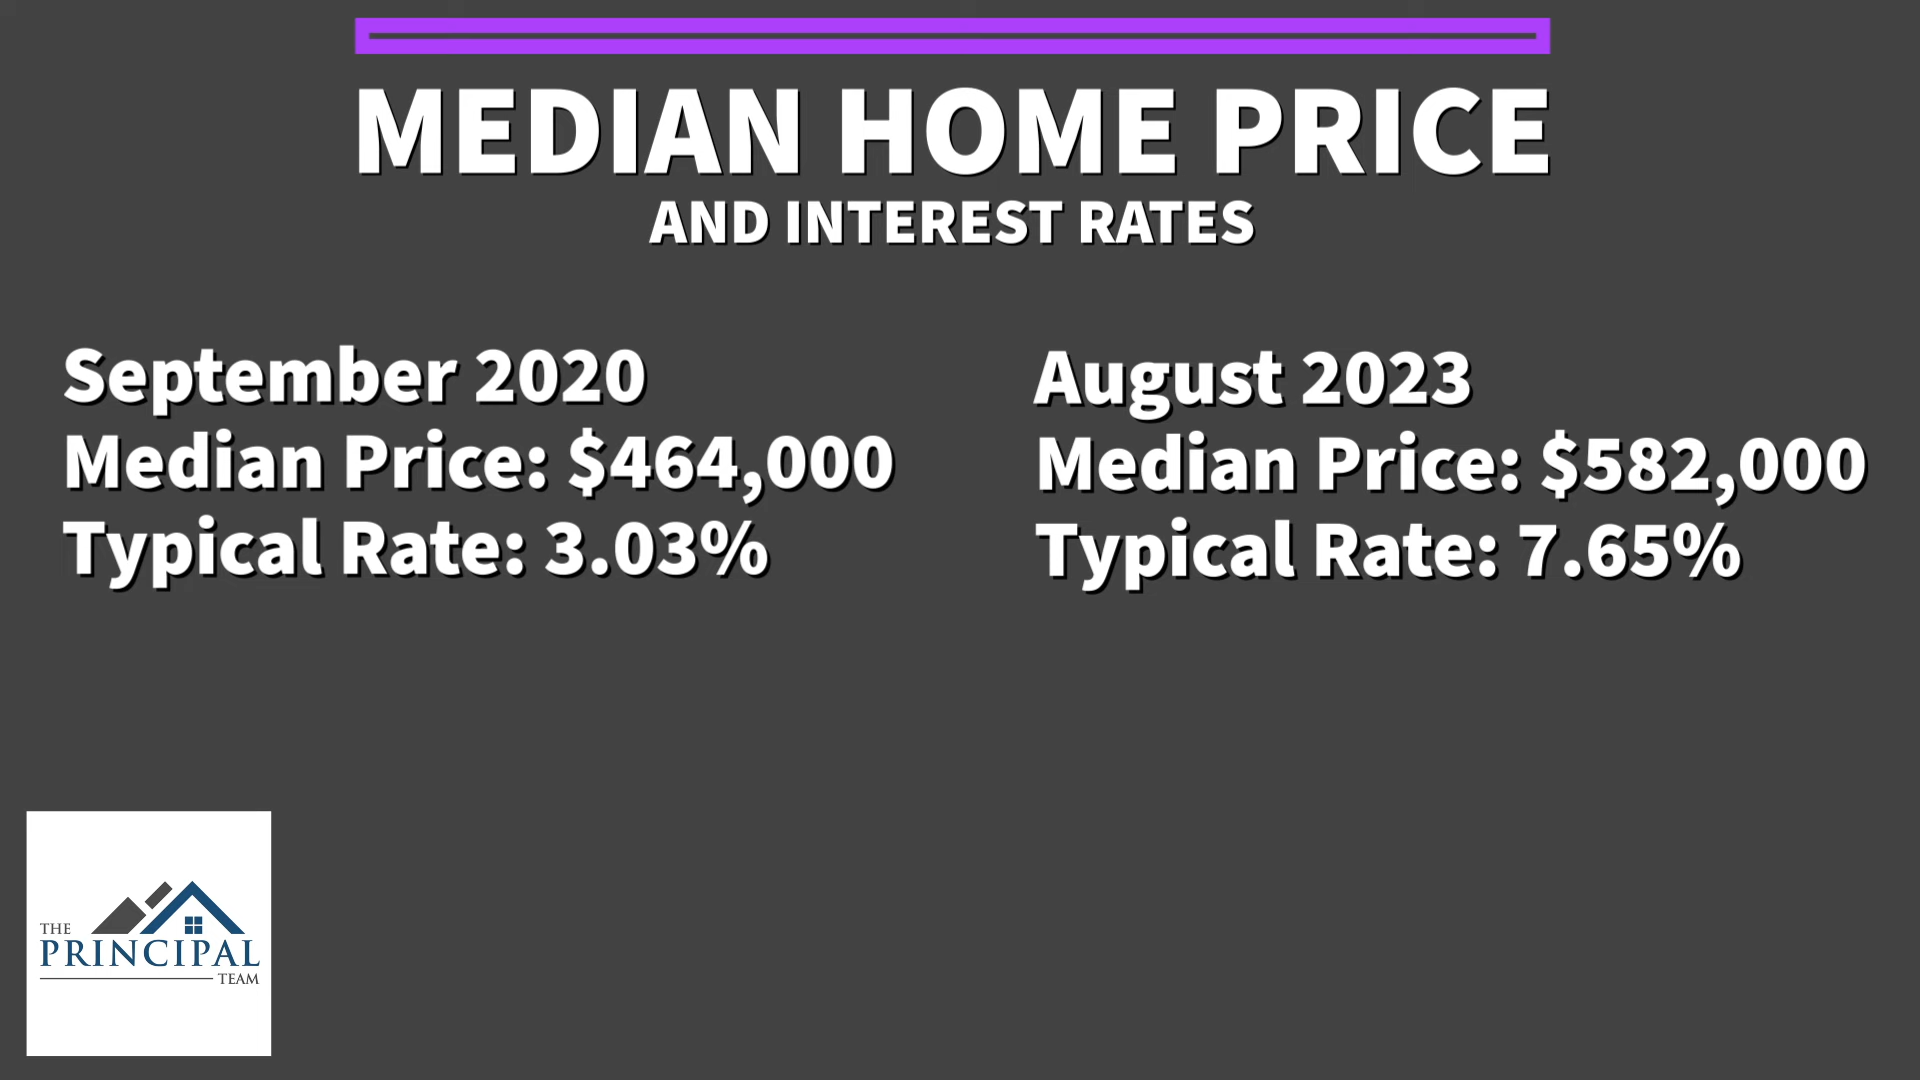 MEDIAN HOME PRICE
AND INTEREST RATES
September 2020
Median Price: $464,000
Typical Rate: 3.03%
August 2023
Median Price: $582,000
Typical Rate: 7.65%
THE
PRINCIPAL
TEAM